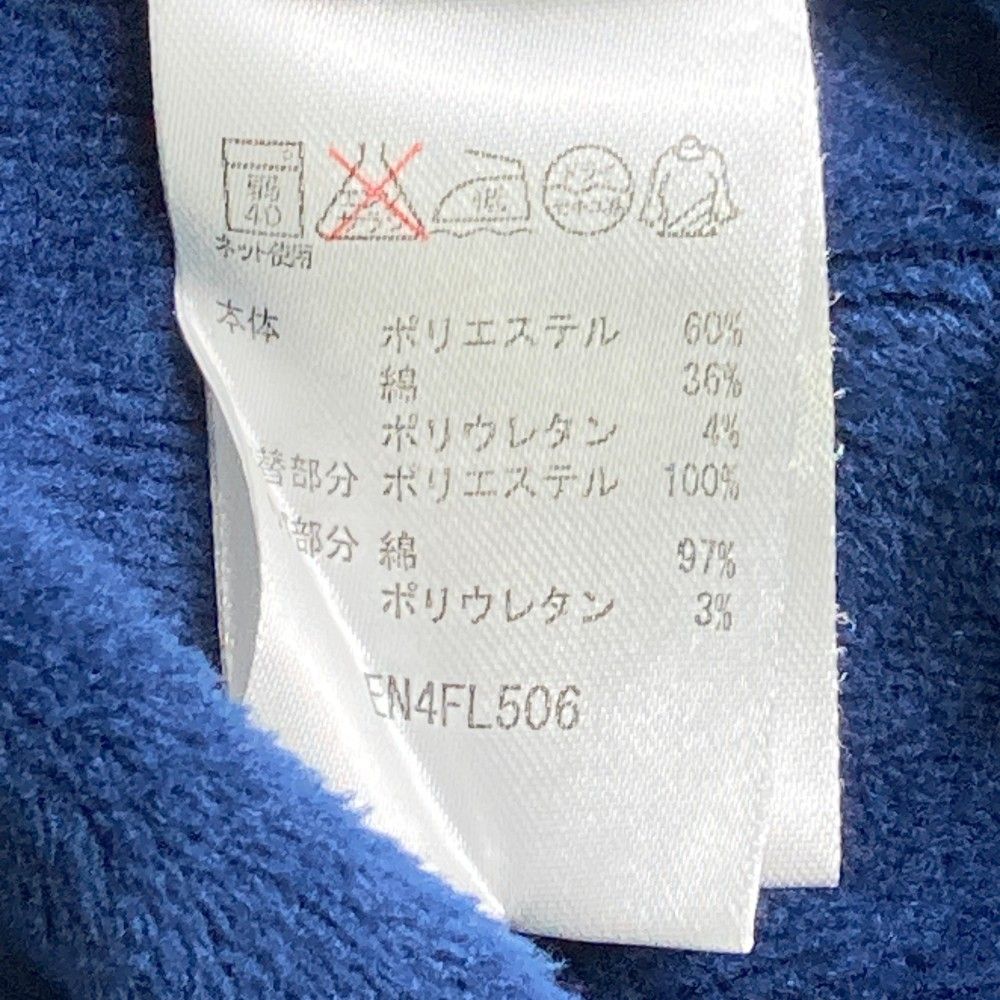 弱
40
ネット使用
本体 ポリエステル 60%
綿 36%
ポリウレタン 4%
替部分 ポリエステル 100%
部分 綿 97%
ポリウレタン 3%
EN4FL506